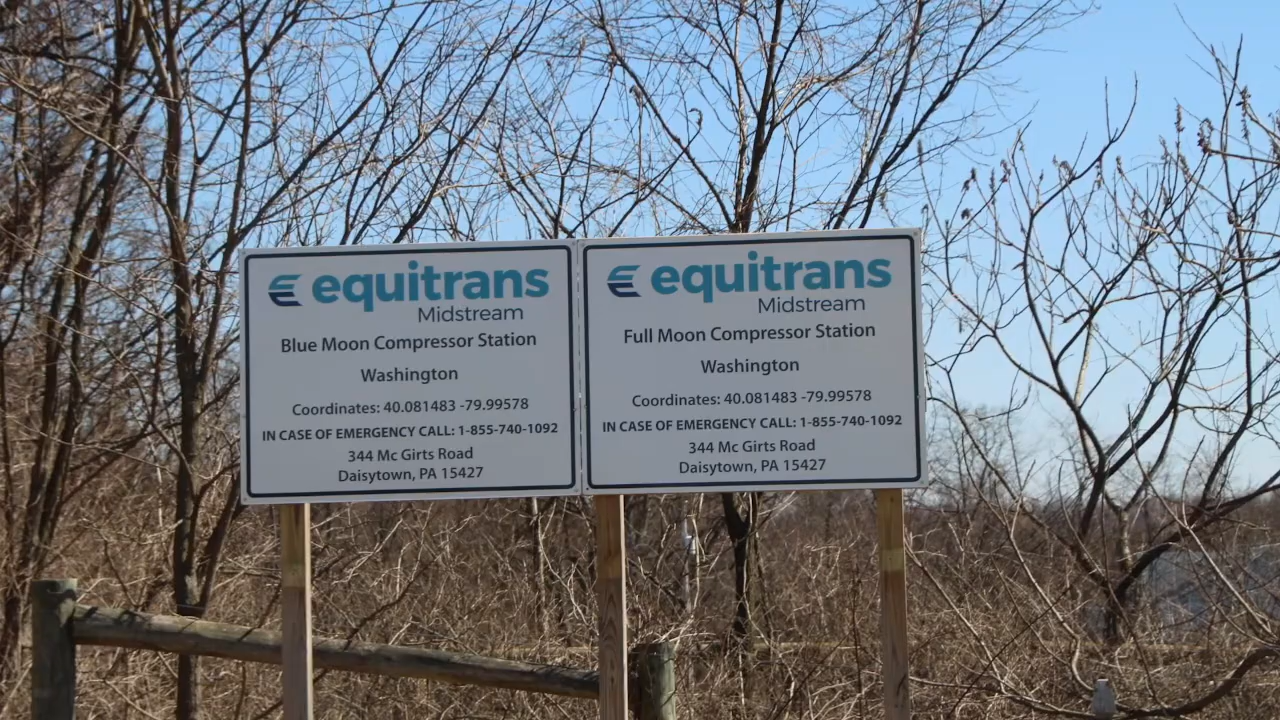 equitrans
Midstream
Blue Moon Compressor Station
Washington
Coordinates: 40.081483 -79.99578
IN CASE OF EMERGENCY CALL: 1-855-740-1092
344 Mc Girts Road
Daisytown, PA 15427
equitrans
Midstream
Full Moon Compressor Station
Washington
Coordinates: 40.081483 -79.99578
IN CASE OF EMERGENCY CALL: 1-855-740-1092
344 Mc Girts Road
Daisytown, PA 15427